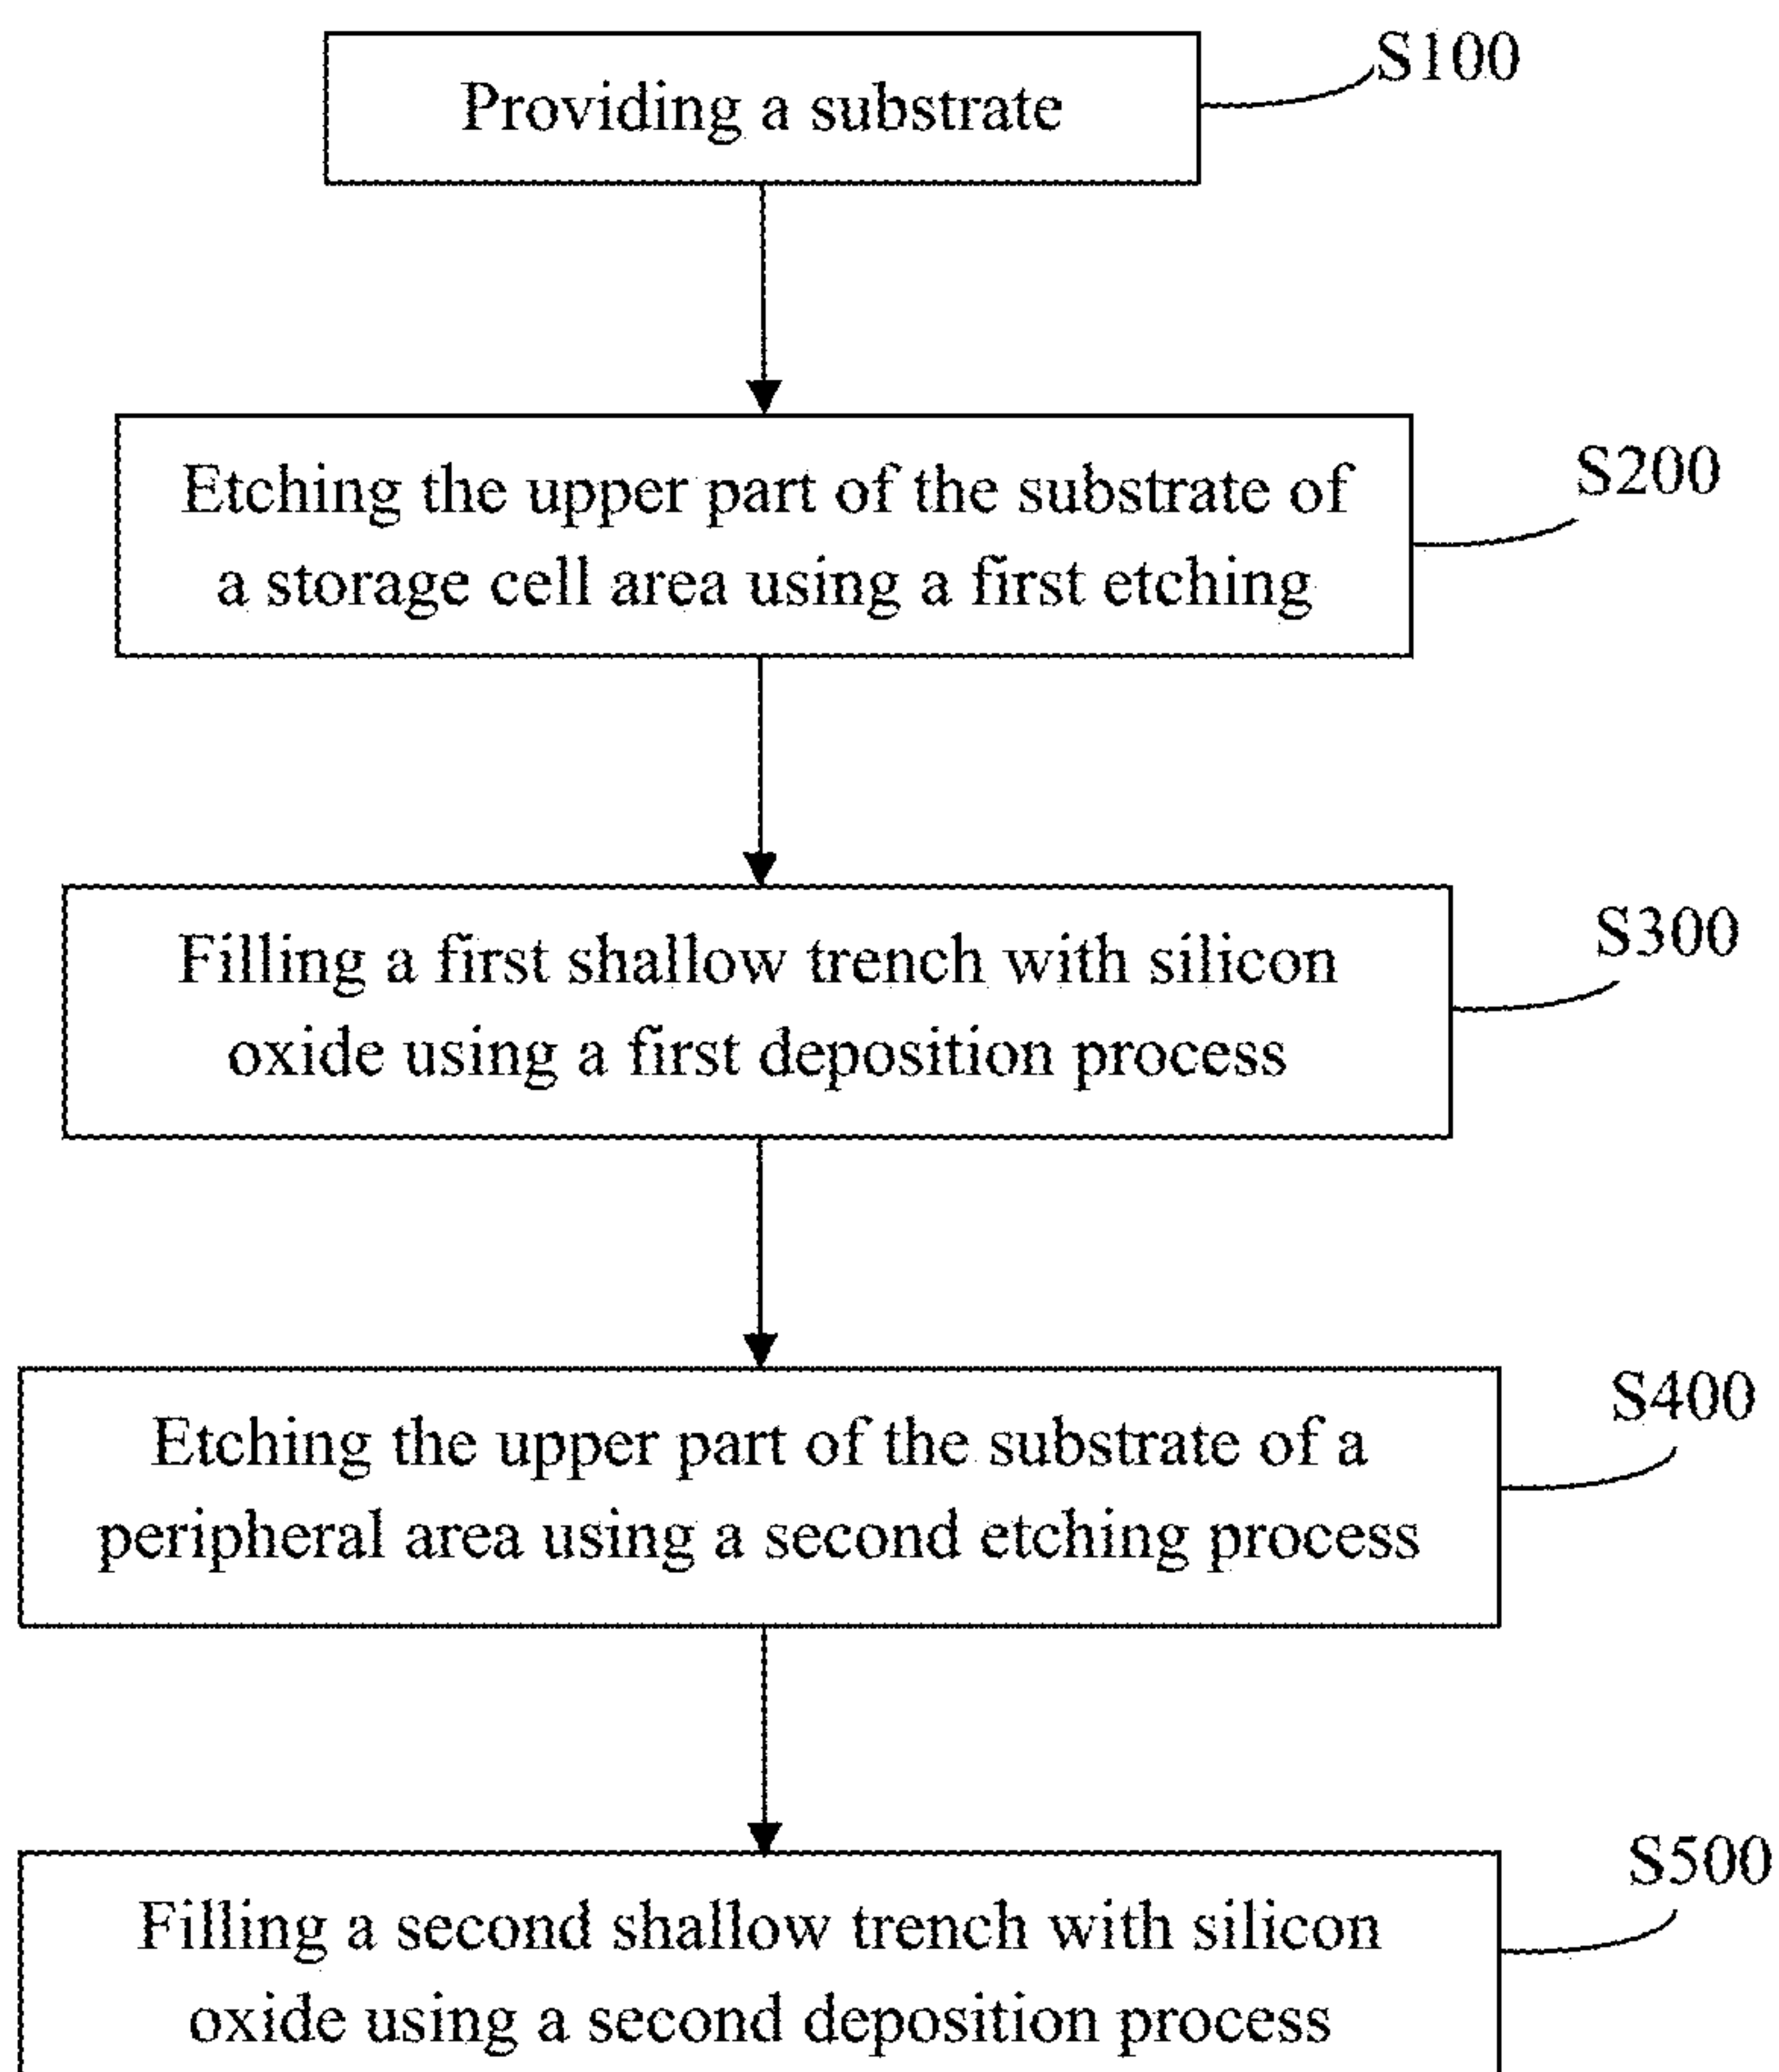 Providing a substrate
S100
Etching the upper part of the substrate of
a storage cell area using a first etching
S200
Filling a first shallow trench with silicon
oxide using a first deposition process
S300
Etching the upper part of the substrate of a
peripheral area using a second etching process
S400
Filling a second shallow trench with silicon
oxide using a second deposition process
S500